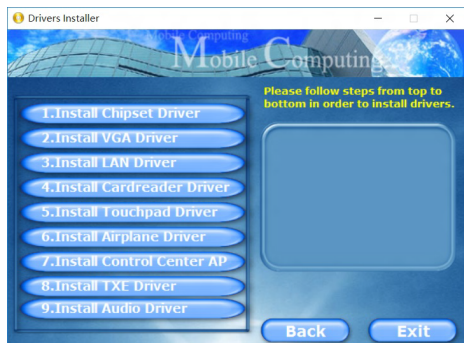 Drivers Installer
Mobile Computing
Mobile Computing
Please follow steps from top to
bottom in order to install drivers.
1.Install Chipset Driver
2.Install VGA Driver
3.Install LAN Driver
4.Install Cardreader Driver
5.Install Touchpad Driver
6.Install Airplane Driver
7.Install Control Center AP
8.Install TXE Driver
9.Install Audio Driver
Back
Exit